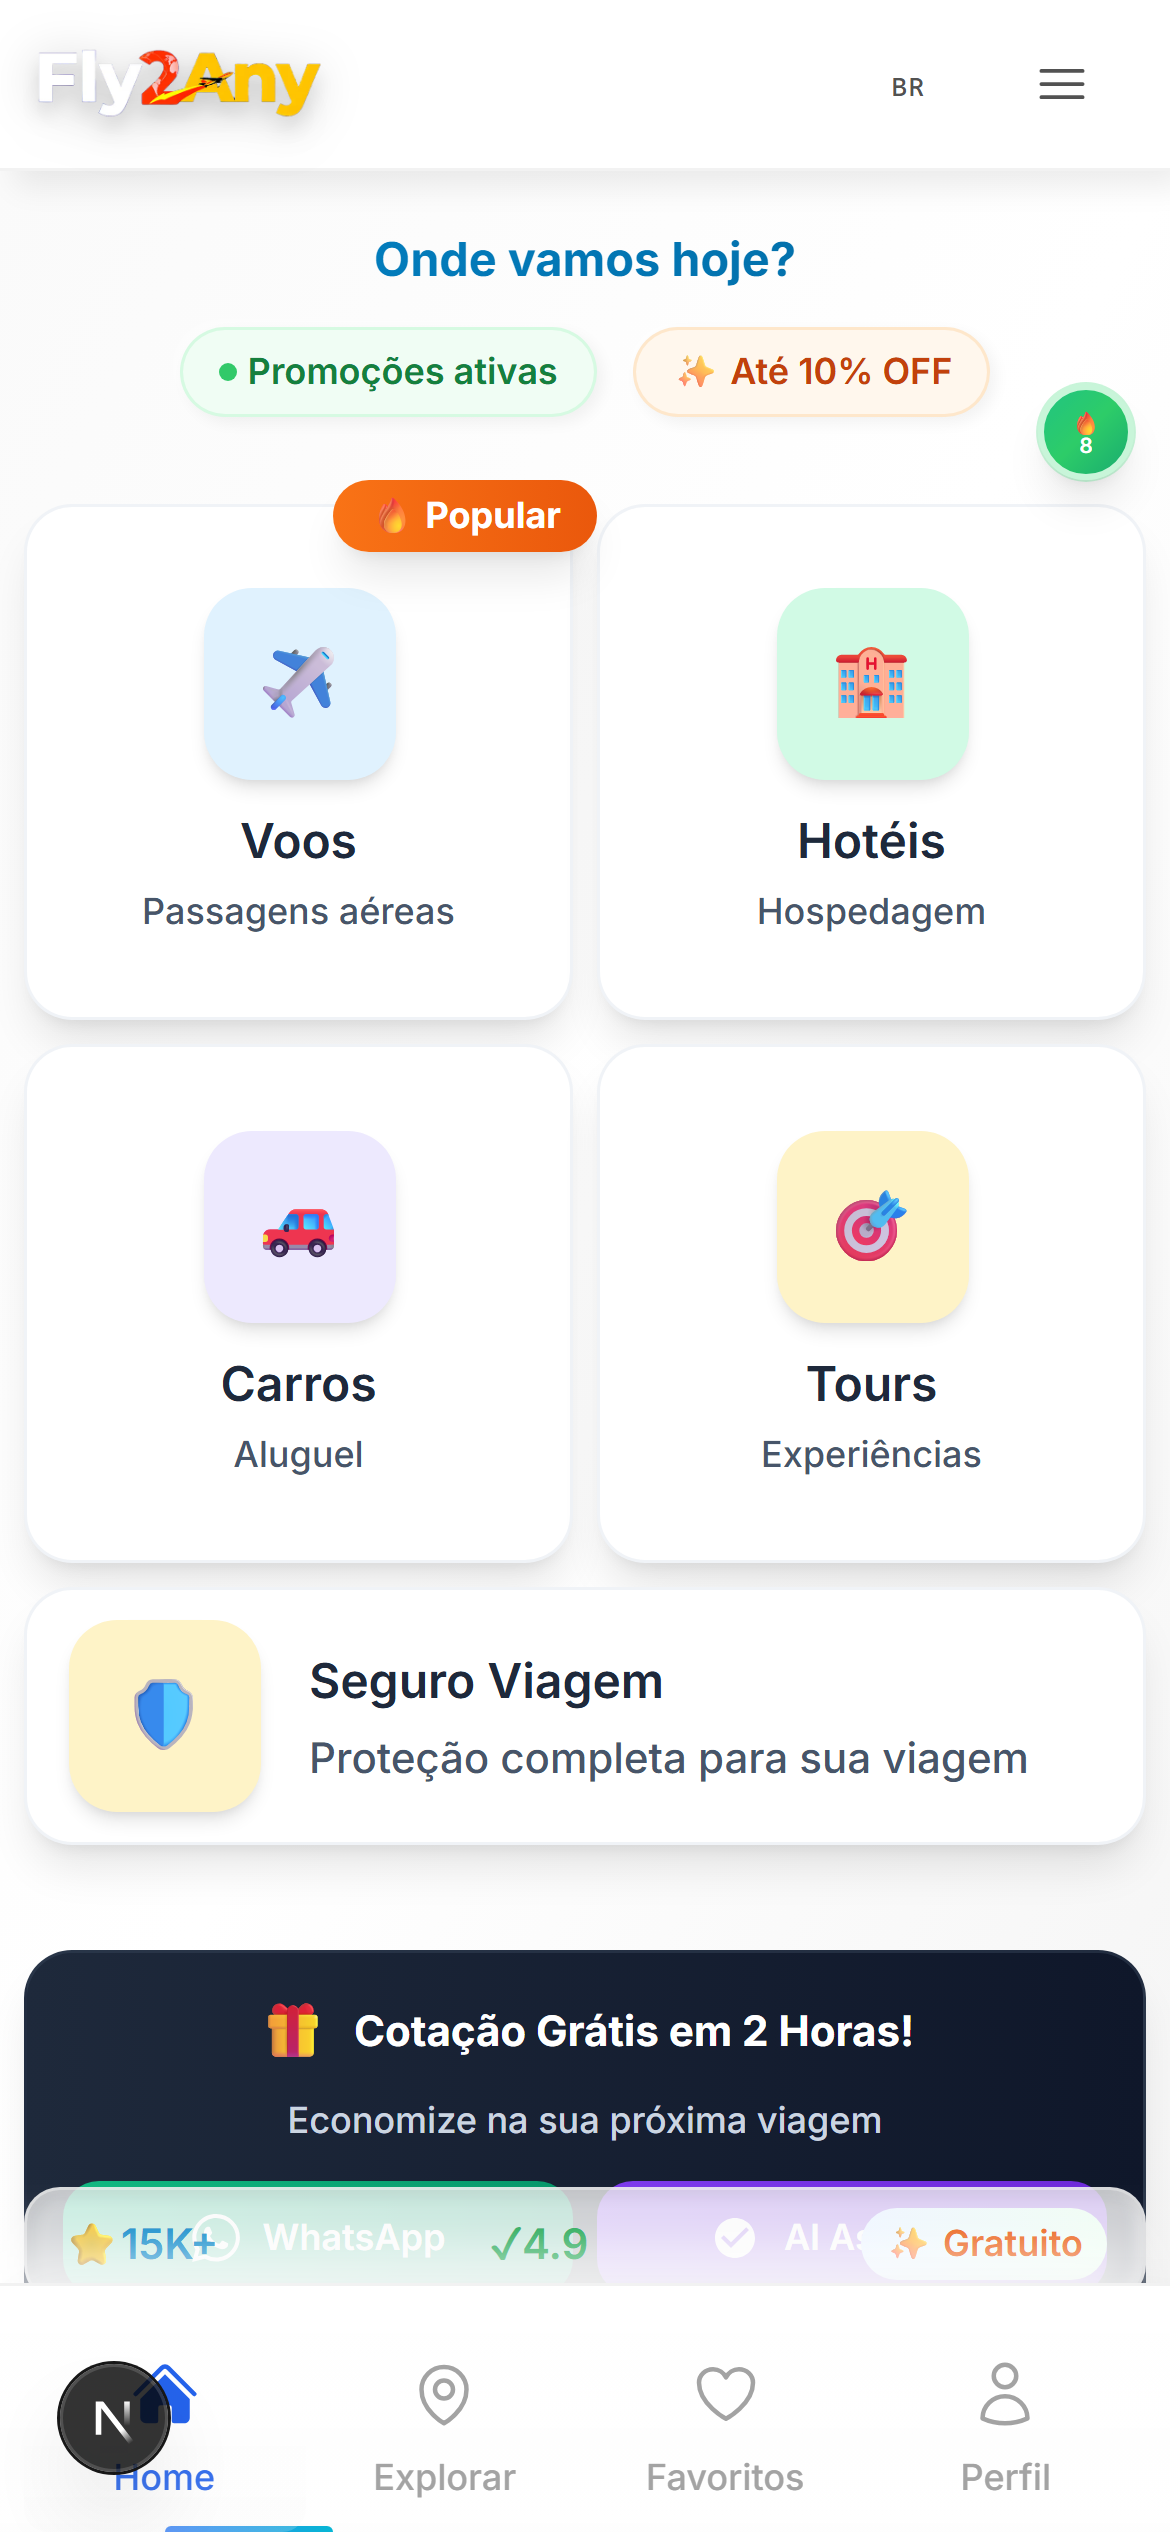 Fly2Any
BR
Onde vamos hoje?
Promoções ativas
✨ Até 10% OFF
🔥
8
🔥 Popular
Voos
Passagens aéreas
Hotéis
Hospedagem
Carros
Aluguel
Tours
Experiências
Seguro Viagem
Proteção completa para sua viagem
🎁 Cotação Grátis em 2 Horas!
Economize na sua próxima viagem
WhatsApp
AI As
⭐ 15K+
✓4.9
✨ Gratuito
N
Home
Explorar
Favoritos
Perfil